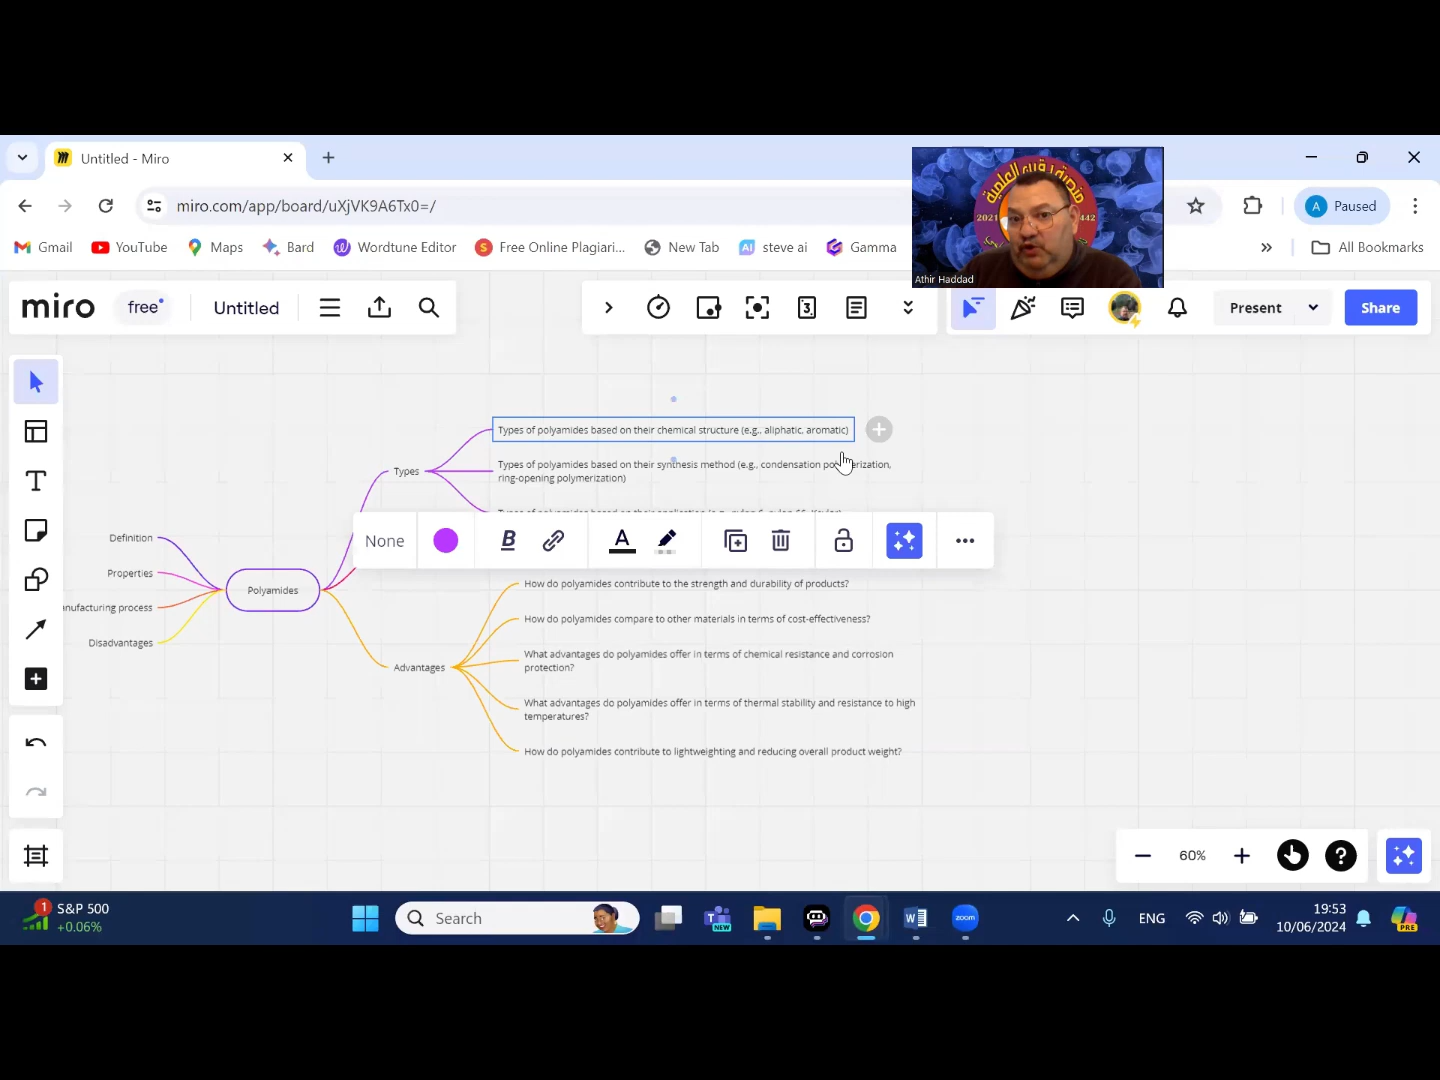 Untitled - Miro
miro.com/app/board/uXjVK9A6Tx0=/
Paused
Gmail
YouTube
Maps
Bard
Wordtune Editor
Free Online Plagiari...
New Tab
steve ai
Gamma
All Bookmarks
2021
442
Athir Haddad
miro
free
Untitled
Present
Share
Types of polyamides based on their chemical structure (e.g., aliphatic, aromatic)
Types
Types of polyamides based on their synthesis method (e.g., condensation
ring-opening polymerization)
None
B
A
Definition
Properties
Polyamides
Disadvantages
How do polyamides contribute to the strength and durability of products?
How do polyamides compare to other materials in terms of cost-effectiveness?
What advantages do polyamides offer in terms of chemical resistance and corrosion
protection?
Advantages
What advantages do polyamides offer in terms of thermal stability and resistance to high
temperatures?
How do polyamides contribute to lightweighting and reducing overall product weight?
60%
1
S&P 500
+0.06%
Search
NEW
zoom
ENG
19:53
10/06/2024
PRE